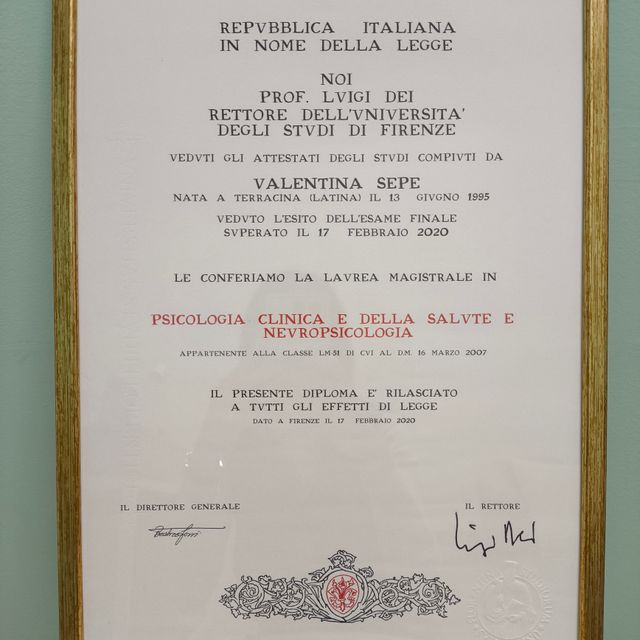 REPVBBLICA ITALIANA
IN NOME DELLA LEGGE
NOI
PROF. LVIGI DEI
RETTORE DELL'VNIVERSITA'
DEGLI STVDI DI FIRENZE
VEDVTI GLI ATTESTATI DEGLI STVDI COMPIVTI DA
VALENTINA SEPE
NATA A TERRACINA (LATINA) IL 13 GIVGNO 1995
VEDVTO L'ESITO DELL'ESAME FINALE
SVPERATO IL 17 FEBBRAIO 2020
LE CONFERIAMO LA LAVREA MAGISTRALE IN
PSICOLOGIA CLINICA E DELLA SALVTE E
NEVROPSICOLOGIA
APPARTENENTE ALLA CLASSE LM-51 DI CVI AL D.M. 16 MARZO 2007
IL PRESENTE DIPLOMA E' RILASCIATO
A TVTTI GLI EFFETTI DI LEGGE
DATO A FIRENZE IL 17 FEBBRAIO 2020
IL DIRETTORE GENERALE
IL RETTORE
Luigi Dei